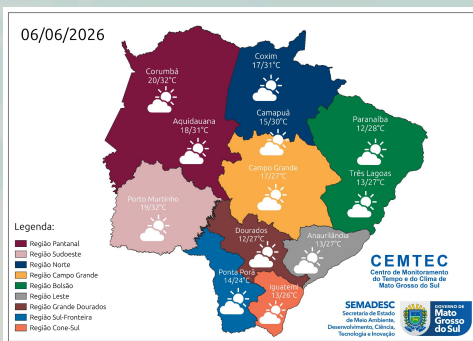 06/06/2026
Corumbá
20/32°C
Coxim
17/31°C
Aquidauana
18/31°C
Camapuã
15/30°C
Paranaíba
12/28°C
Campo Grande
17/27°C
Três Lagoas
13/27°C
Porto Murtinho
19/32°C
Dourados
12/27°C
Anaurilândia
13/27°C
Ponta Porã
14/24°C
Iguatemi
13/26°C
Legenda:
Região Pantanal
Região Sudoeste
Região Norte
Região Campo Grande
Região Bolsão
Região Leste
Região Grande Dourados
Região Sul-Fronteira
Região Cone-Sul
CEMTEC
Centro de Monitoramento
do Tempo e do Clima de
Mato Grosso do Sul
SEMADESC
Secretaria de Estado
de Meio Ambiente,
Desenvolvimento, Ciência,
Tecnologia e Inovação
GOVERNO DE
Mato
Grosso
do Sul